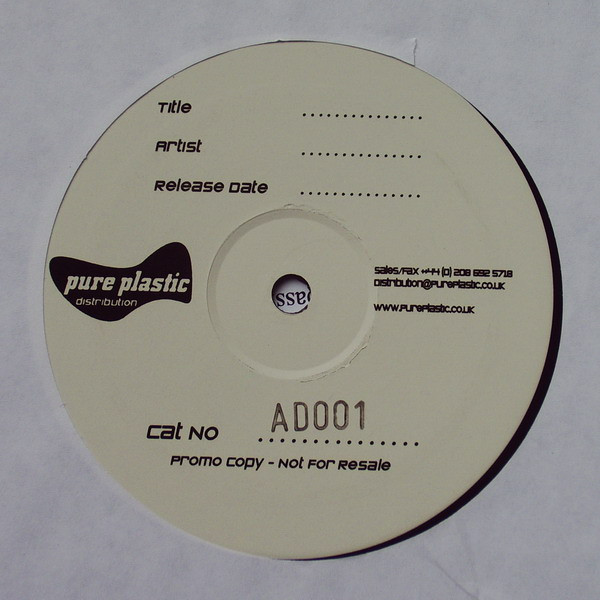 Title ...............
Artist ...............
Release Date ...............
pure plastic
distribution
sales/fax ++44 (0) 208 692 5718
distribution@pureplastic.co.uk
www.pureplastic.co.uk
ass
Cat No AD001
Promo Copy - Not For Resale